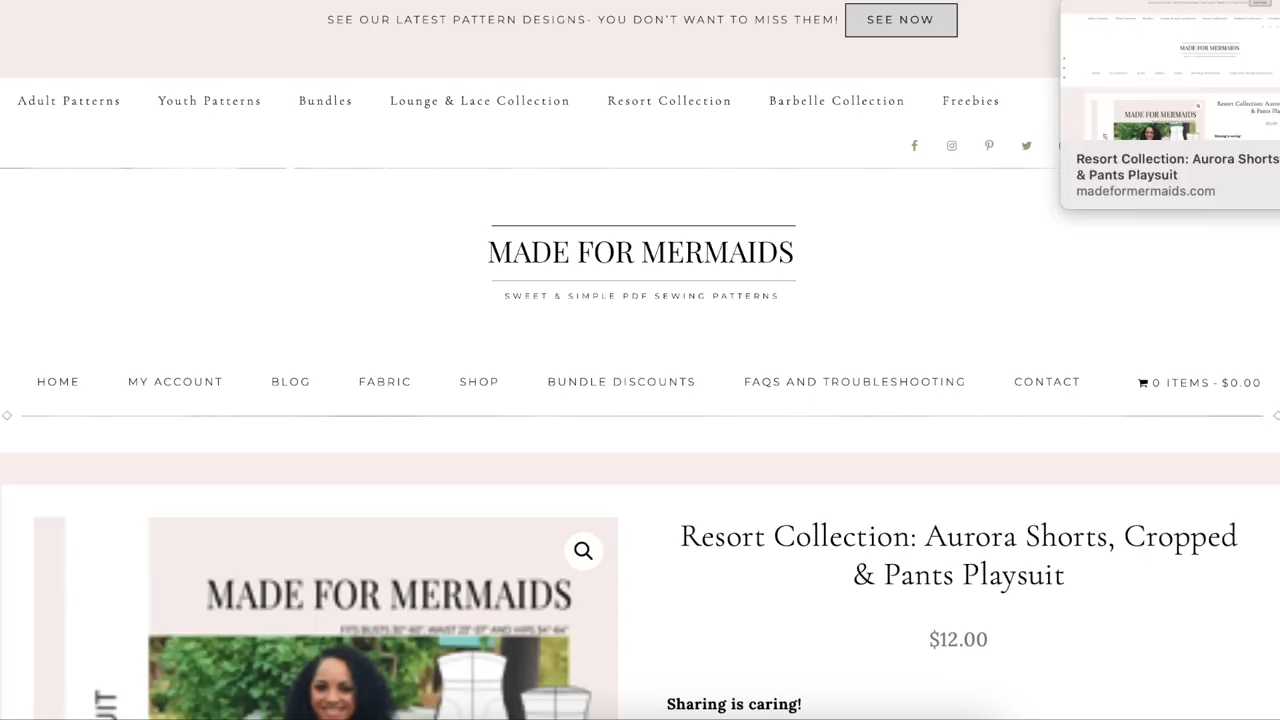 SEE OUR LATEST PATTERN DESIGNS- YOU DON'T WANT TO MISS THEM! SEE NOW
Adult Patterns Youth Patterns Bundles Lounge & Lace Collection Resort Collection Barbelle Collection Freebies
MADE FOR MERMAIDS
Resort Collection: Aurora Shorts
& Pants Playsuit
madeformermaids.com
MADE FOR MERMAIDS
SWEET & SIMPLE PDF SEWING PATTERNS
HOME MY ACCOUNT BLOG FABRIC SHOP BUNDLE DISCOUNTS FAQS AND TROUBLESHOOTING CONTACT 0 ITEMS - $0.00
Resort Collection: Aurora Shorts, Cropped
& Pants Playsuit
$12.00
Sharing is caring!
MADE FOR MERMAIDS